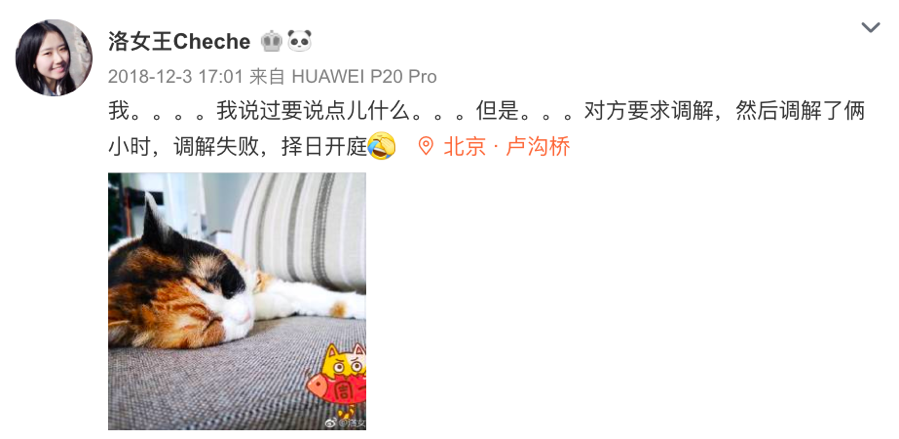 洛女王Cheche
2018-12-3 17:01 来自 HUAWEI P20 Pro
我。。。。我说过要说点儿什么。。。但是。。。对方要求调解，然后调解了俩
小时，调解失败，择日开庭 北京 · 卢沟桥
周一